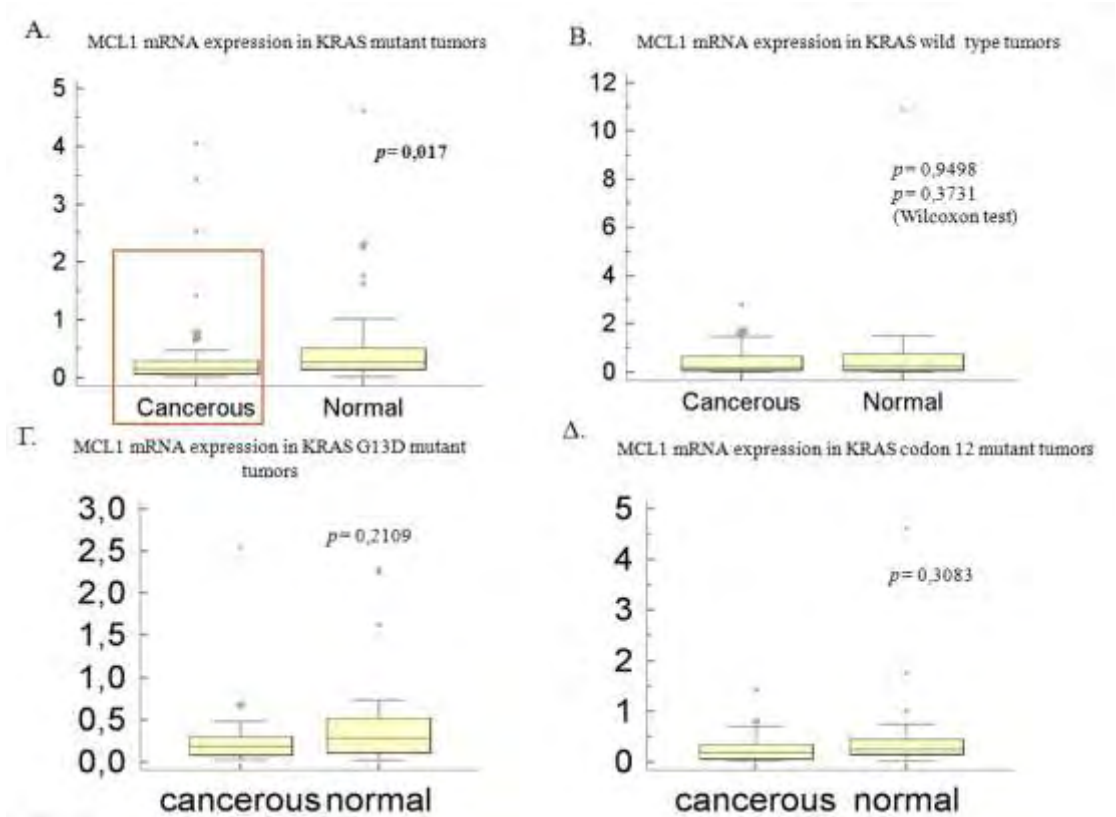 A.
MCL1 mRNA expression in KRAS mutant tumors
5
4
3
2
1
0
p= 0,017
Cancerous Normal
B.
MCL1 mRNA expression in KRAS wild type tumors
12
10
8
6
4
2
0
p= 0,9498
p= 0,3731
(Wilcoxon test)
Cancerous Normal
Γ.
MCL1 mRNA expression in KRAS G13D mutant
tumors
3,0
2,5
2,0
1,5
1,0
0,5
0,0
p= 0,2109
cancerous normal
Δ.
MCL1 mRNA expression in KRAS codon 12 mutant tumors
5
4
3
2
1
0
p= 0,3083
cancerous normal